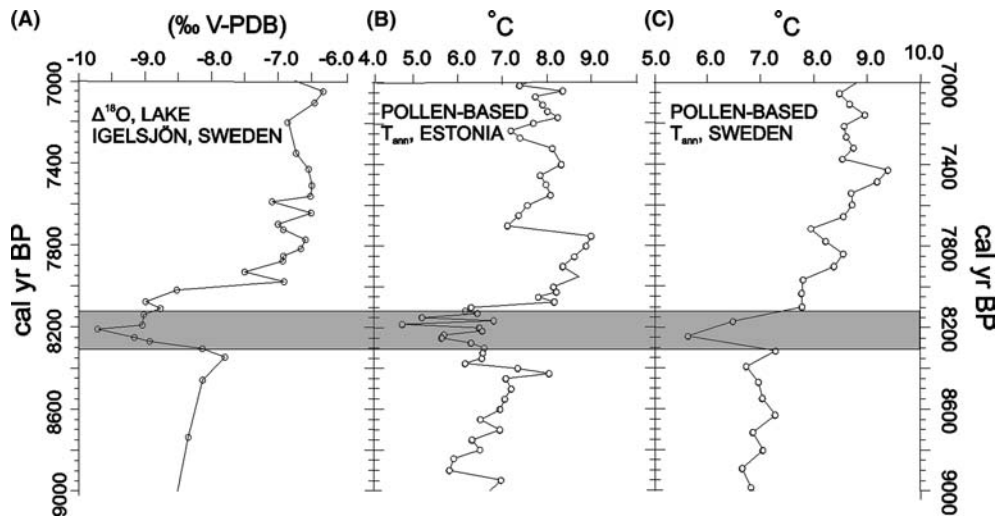 (A)
(‰ V-PDB)
-10 -9.0 -8.0 -7.0 -6.0
Δ¹⁸O, LAKE
IGELSJÖN, SWEDEN
cal yr BP
7000
7400
7800
8200
8600
9000
(B)
°C
4.0 6.0 7.0 8.0 9.0
POLLEN-BASED
Tann, ESTONIA
(C)
°C
5.0 6.0 7.0 8.0 9.0 10.0
POLLEN-BASED
Tann, SWEDEN
7000
7400
7800
8200
8600
9000
cal yr BP